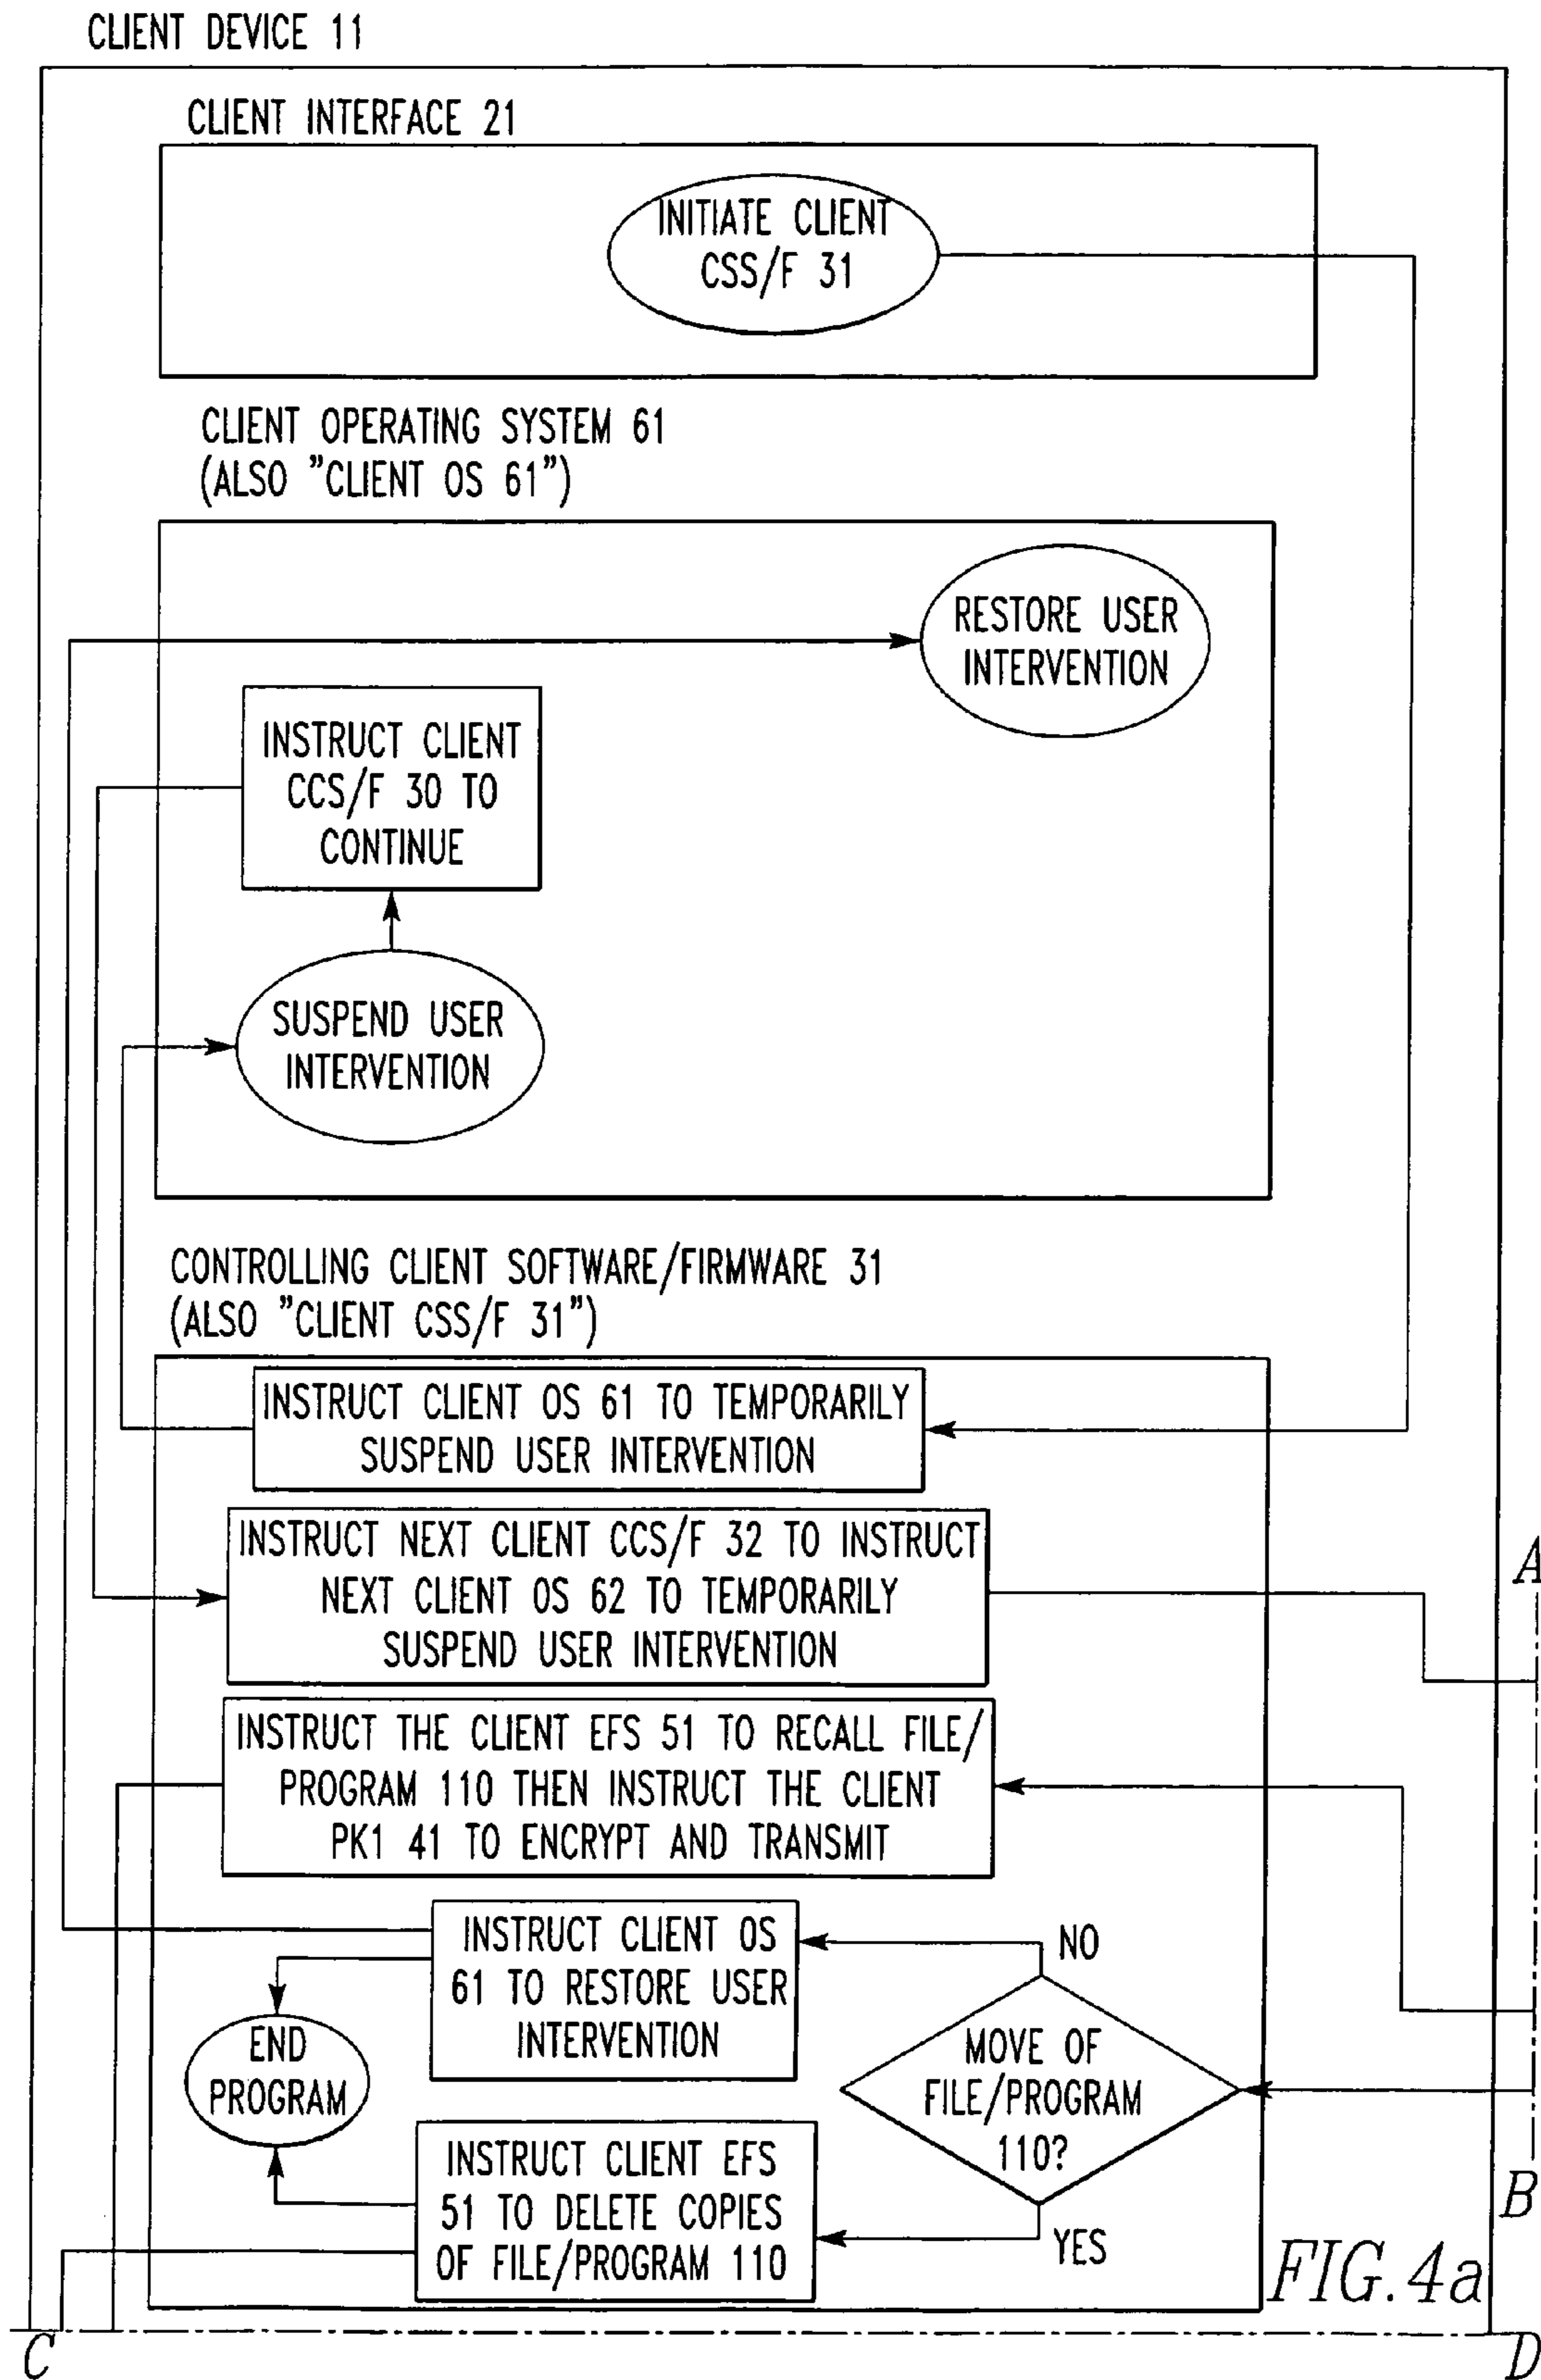 CLIENT DEVICE 11
CLIENT INTERFACE 21
INITIATE CLIENT
CSS/F 31
CLIENT OPERATING SYSTEM 61
(ALSO "CLIENT OS 61")
RESTORE USER
INTERVENTION
INSTRUCT CLIENT
CCS/F 30 TO
CONTINUE
SUSPEND USER
INTERVENTION
CONTROLLING CLIENT SOFTWARE/FIRMWARE 31
(ALSO "CLIENT CSS/F 31")
INSTRUCT CLIENT OS 61 TO TEMPORARILY
SUSPEND USER INTERVENTION
INSTRUCT NEXT CLIENT CCS/F 32 TO INSTRUCT
NEXT CLIENT OS 62 TO TEMPORARILY
SUSPEND USER INTERVENTION
A
INSTRUCT THE CLIENT EFS 51 TO RECALL FILE/
PROGRAM 110 THEN INSTRUCT THE CLIENT
PK1 41 TO ENCRYPT AND TRANSMIT
INSTRUCT CLIENT OS
61 TO RESTORE USER
INTERVENTION
NO
END
PROGRAM
MOVE OF
FILE/PROGRAM
110?
INSTRUCT CLIENT EFS
51 TO DELETE COPIES
OF FILE/PROGRAM 110
YES
B
FIG.4a
C
D